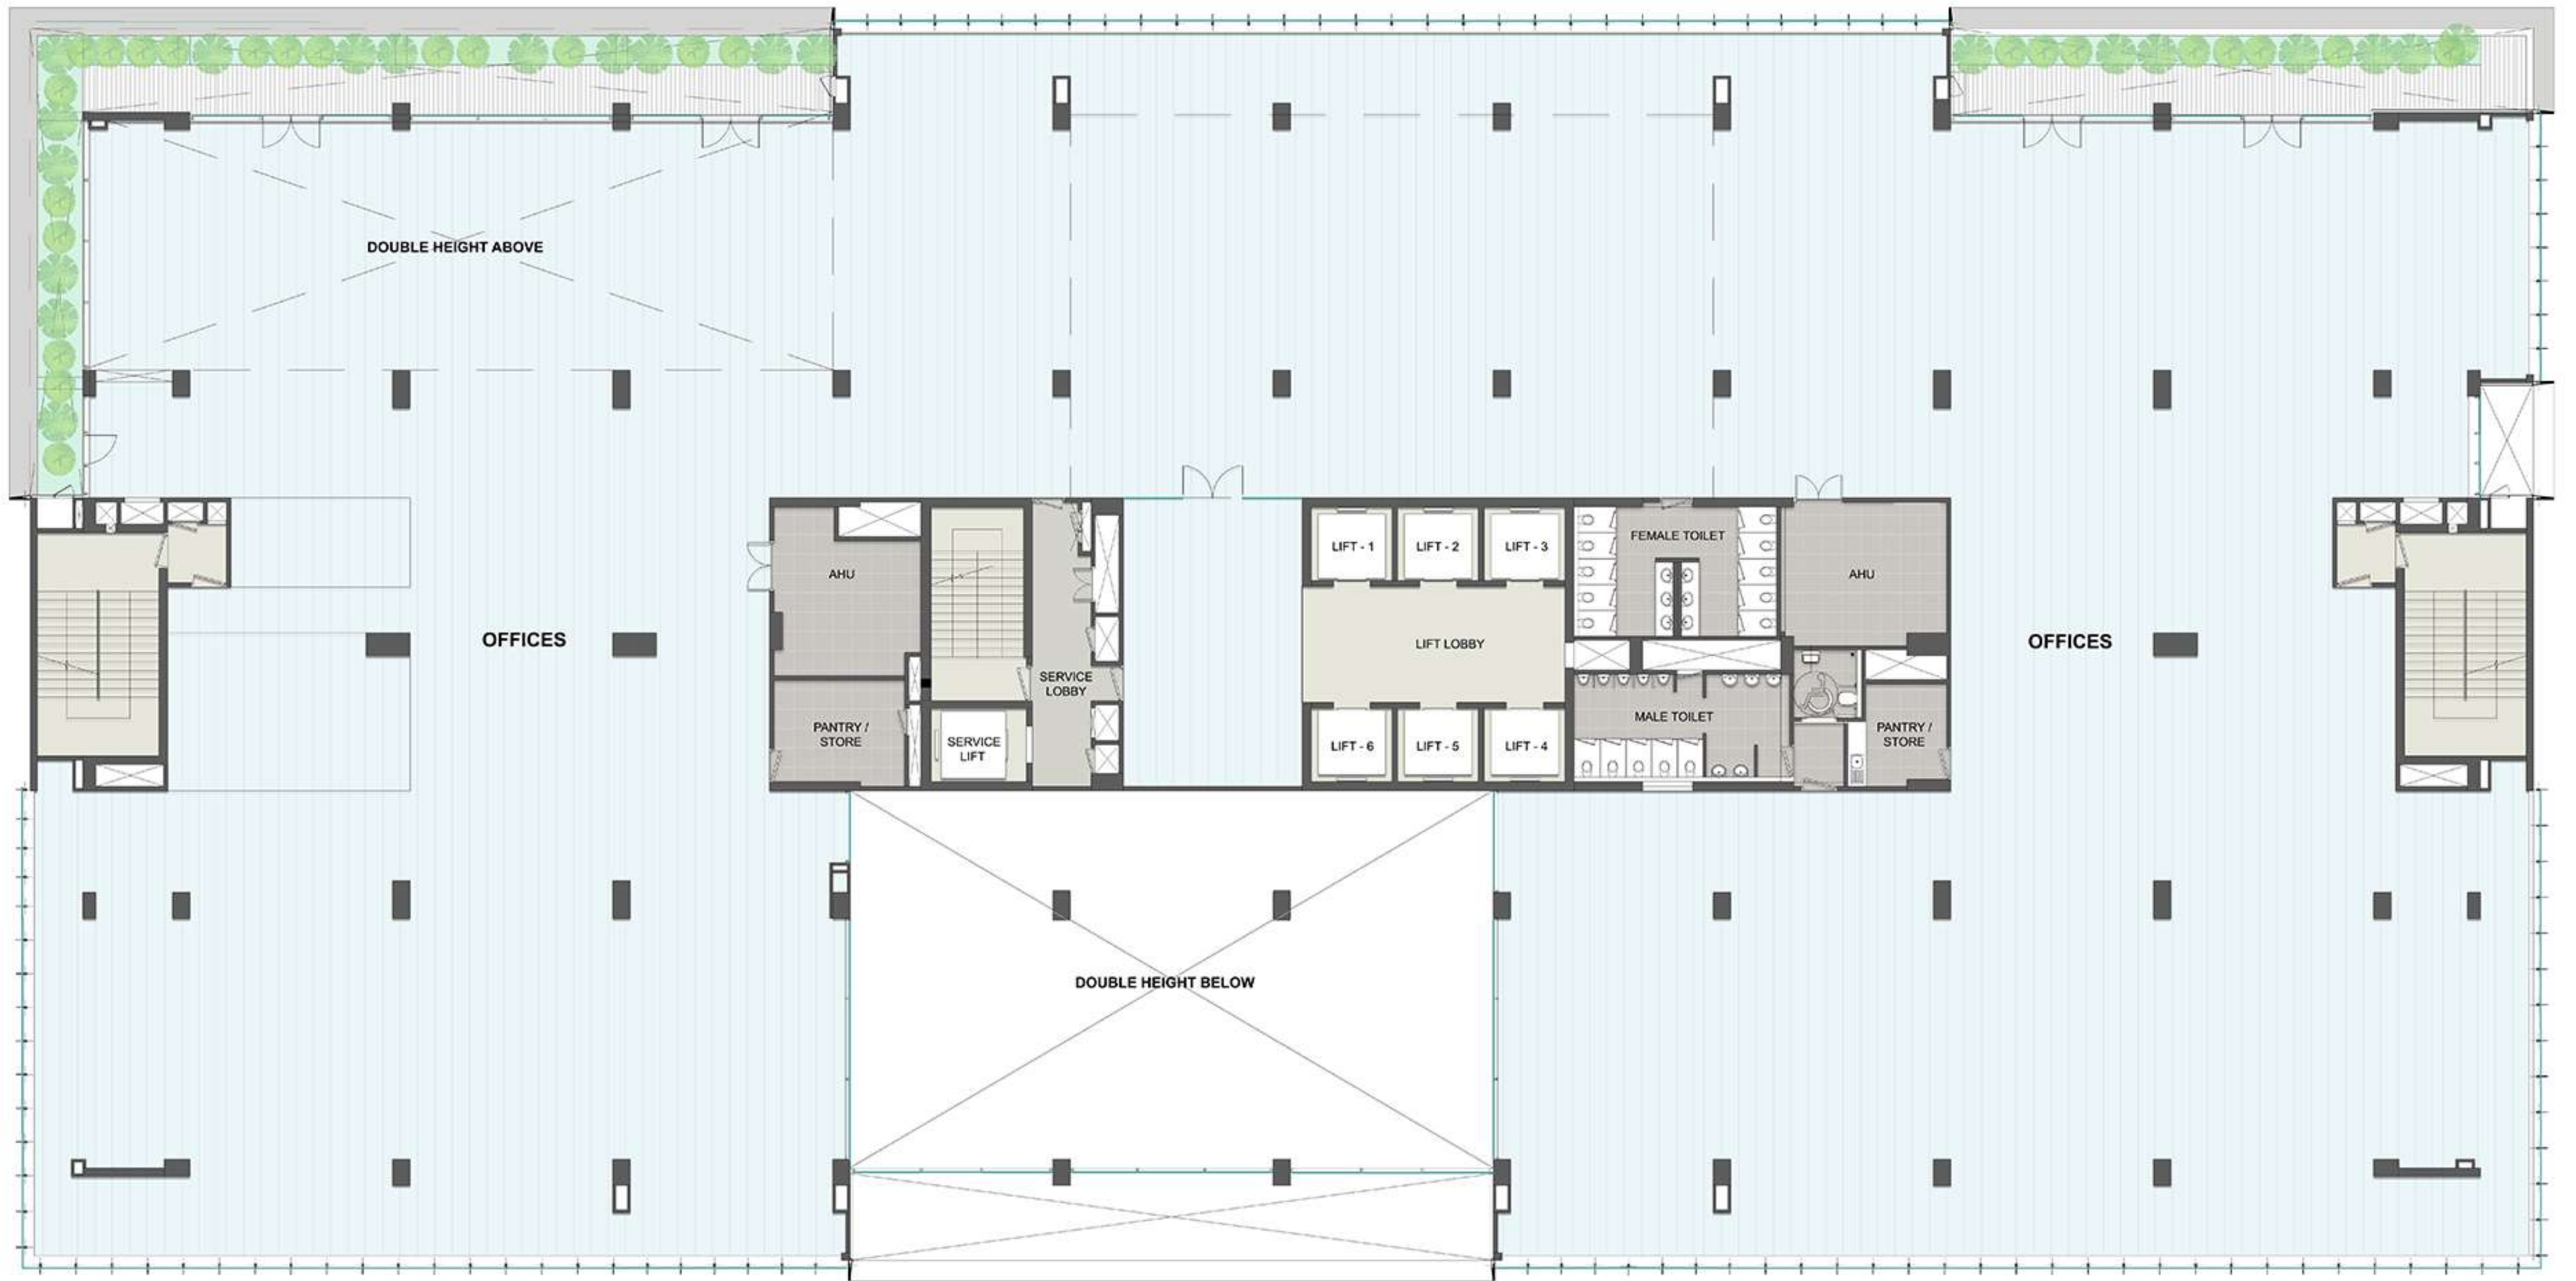 DOUBLE HEIGHT ABOVE
LIFT - 1
LIFT - 2
LIFT - 3
FEMALE TOILET
AHU
AHU
OFFICES
LIFT LOBBY
OFFICES
SERVICE
LOBBY
PANTRY /
STORE
SERVICE
LIFT
LIFT - 6
LIFT - 5
LIFT - 4
MALE TOILET
PANTRY /
STORE
DOUBLE HEIGHT BELOW